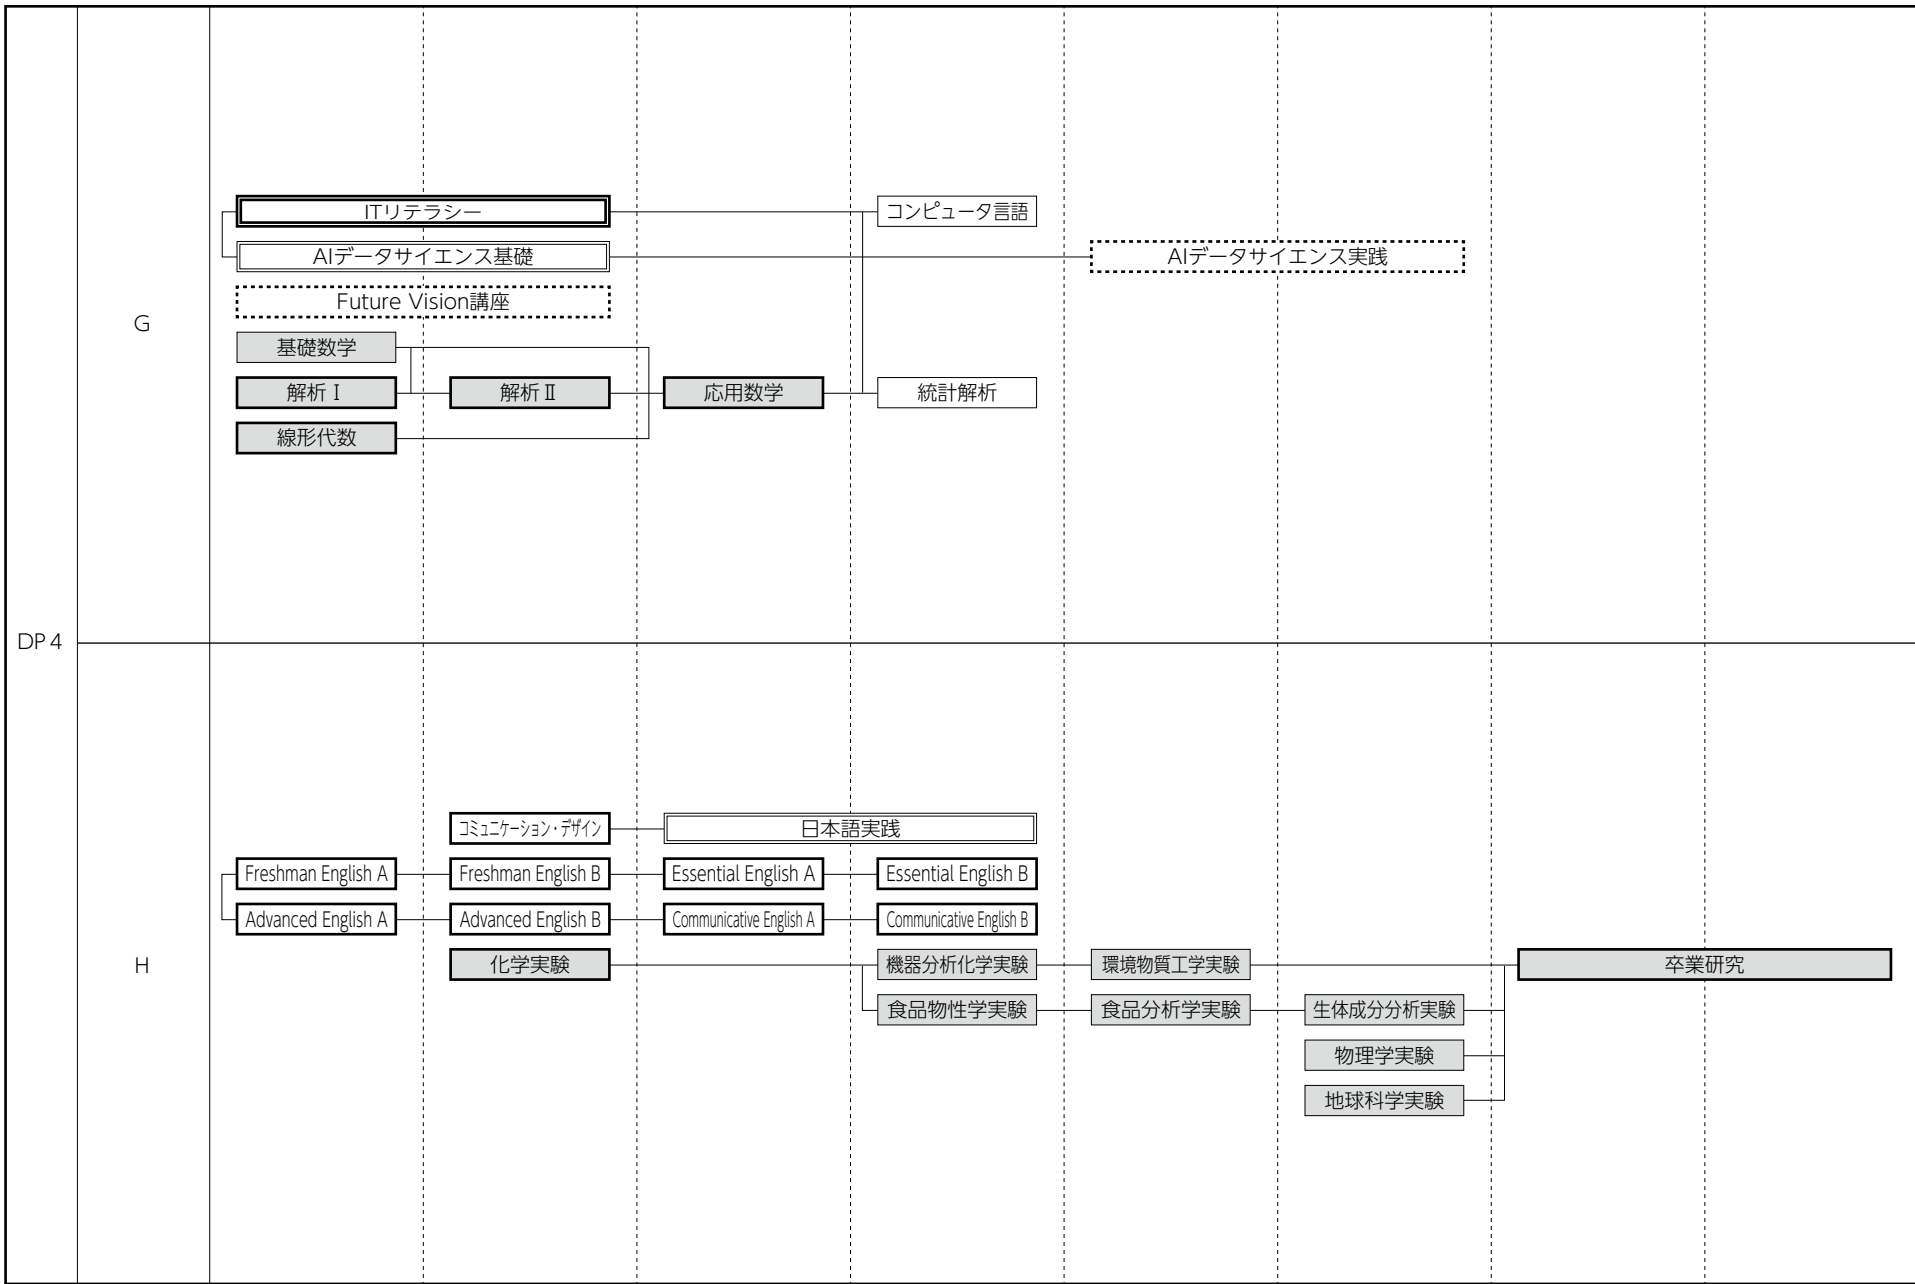 DP 4
G
ITリテラシー
コンピュータ言語
AIデータサイエンス基礎
AIデータサイエンス実践
Future Vision講座
基礎数学
解析Ⅰ
解析Ⅱ
応用数学
統計解析
線形代数
H
コミュニケーション・デザイン
日本語実践
Freshman English A
Freshman English B
Essential English A
Essential English B
Advanced English A
Advanced English B
Communicative English A
Communicative English B
化学実験
機器分析化学実験
環境物質工学実験
卒業研究
食品物性学実験
食品分析学実験
生体成分分析実験
物理学実験
地球科学実験